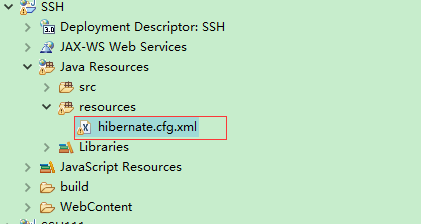 SSH
Deployment Descriptor: SSH
JAX-WS Web Services
Java Resources
src
resources
hibernate.cfg.xml
Libraries
JavaScript Resources
build
WebContent